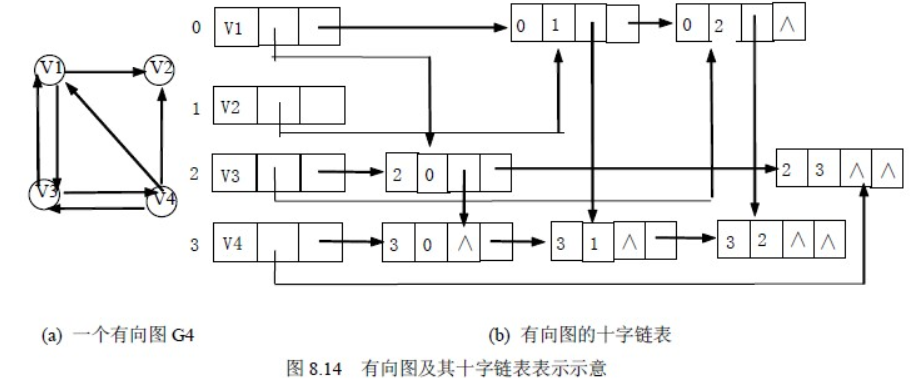 0 V1 0 1 0 2 ∧
V1 V2
1 V2
2 V3 2 0 2 3 ∧ ∧
V3 V4
3 V4 3 0 ∧ 3 1 ∧ 3 2 ∧ ∧
(a) 一个有向图 G4 (b) 有向图的十字链表
图 8.14 有向图及其十字链表表示示意